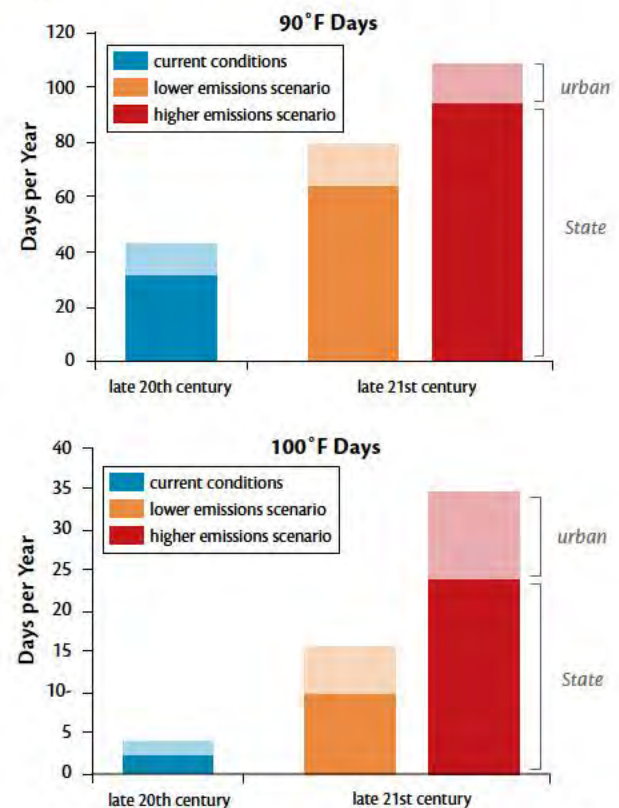 90°F Days
120
100
80
60
40
20
0
Days per Year
current conditions
lower emissions scenario
higher emissions scenario
urban
State
late 20th century
late 21st century
100°F Days
40
35
30
25
20
15
10-
5
0
Days per Year
current conditions
lower emissions scenario
higher emissions scenario
urban
State
late 20th century
late 21st century